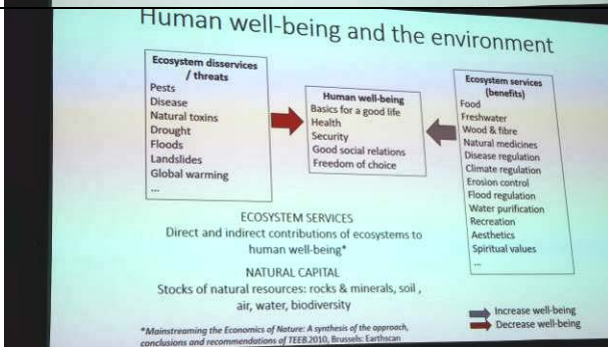 Human well-being and the environment
Ecosystem disservices
/ threats
Pests
Disease
Natural toxins
Drought
Floods
Landslides
Global warming
...
Human well-being
Basics for a good life
Health
Security
Good social relations
Freedom of choice
Ecosystem services
(benefits)
Food
Freshwater
Wood & fibre
Natural medicines
Disease regulation
Climate regulation
Erosion control
Flood regulation
Water purification
Recreation
Aesthetics
Spiritual values
...
ECOSYSTEM SERVICES
Direct and indirect contributions of ecosystems to
human well-being*
NATURAL CAPITAL
Stocks of natural resources: rocks & minerals, soil ,
air, water, biodiversity
Increase well-being
Decrease well-being
*Mainstreaming the Economics of Nature: A synthesis of the approach,
conclusions and recommendations of TEEB 2010, Brussels: Earthscan